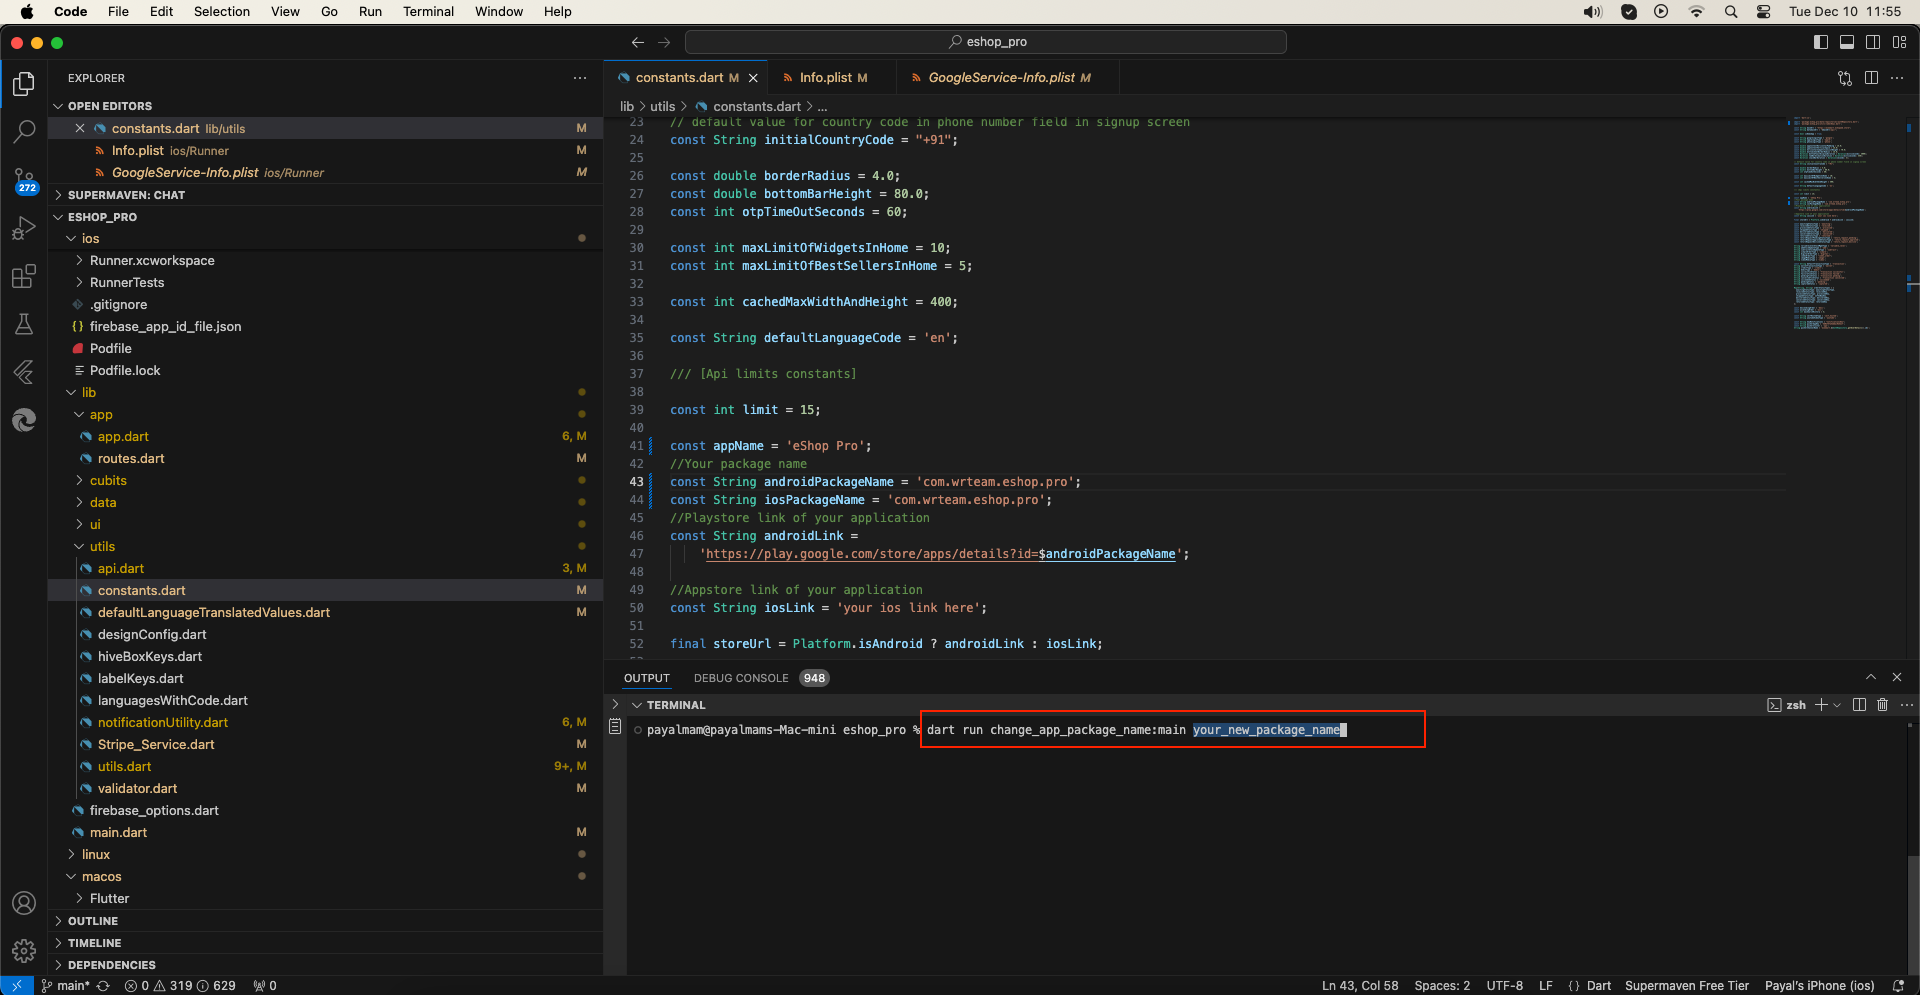 Code File Edit Selection View Go Run Terminal Window Help
Tue Dec 10 11:55
eshop_pro
EXPLORER
OPEN EDITORS
constants.dart lib/utils M
Info.plist ios/Runner M
GoogleService-Info.plist ios/Runner M
272
SUPERMAVEN: CHAT
ESHOP_PRO
ios
Runner.xcworkspace
RunnerTests
.gitignore
firebase_app_id_file.json
Podfile
Podfile.lock
lib
app
app.dart 6, M
routes.dart M
cubits
data
ui
utils
api.dart 3, M
constants.dart M
defaultLanguageTranslatedValues.dart M
designConfig.dart
hiveBoxKeys.dart
labelKeys.dart
languagesWithCode.dart
notificationUtility.dart 6, M
Stripe_Service.dart M
utils.dart 9+, M
validator.dart M
firebase_options.dart
main.dart M
linux
macos
Flutter
OUTLINE
TIMELINE
DEPENDENCIES
constants.dart M Info.plist M GoogleService-Info.plist M
lib > utils > constants.dart > ...
23 // default value for country code in phone number field in signup screen
24 const String initialCountryCode = "+91";
25
26 const double borderRadius = 4.0;
27 const double bottomBarHeight = 80.0;
28 const int otpTimeOutSeconds = 60;
29
30 const int maxLimitOfWidgetsInHome = 10;
31 const int maxLimitOfBestSellersInHome = 5;
32
33 const int cachedMaxWidthAndHeight = 400;
34
35 const String defaultLanguageCode = 'en';
36
37 /// [Api limits constants]
38
39 const int limit = 15;
40
41 const appName = 'eShop Pro';
42 //Your package name
43 const String androidPackageName = 'com.wrteam.eshop.pro';
44 const String iosPackageName = 'com.wrteam.eshop.pro';
45 //Playstore link of your application
46 const String androidLink =
47 'https://play.google.com/store/apps/details?id=$androidPackageName';
48
49 //Appstore link of your application
50 const String iosLink = 'your ios link here';
51
52 final storeUrl = Platform.isAndroid ? androidLink : iosLink;
OUTPUT DEBUG CONSOLE 948
TERMINAL
zsh
payalmam@payalmams-Mac-mini eshop_pro % dart run change_app_package_name:main your_new_package_name
main* 0 319 629 0
Ln 43, Col 58 Spaces: 2 UTF-8 LF {} Dart Supermaven Free Tier Payal's iPhone (ios)